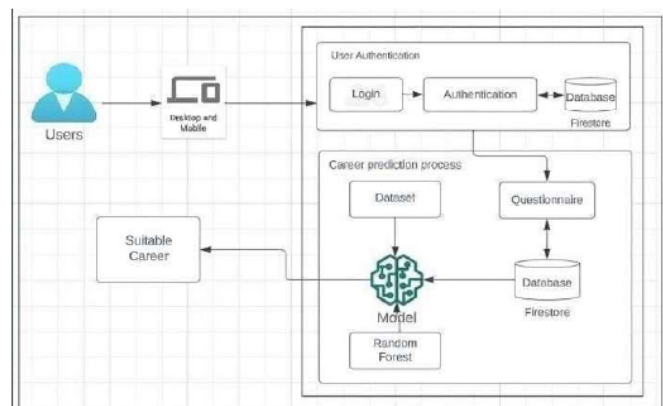 User Authentication
Login
Authentication
Database
Firestore
Users
Desktop and
Mobile
Career prediction process
Dataset
Questionnaire
Suitable
Career
Database
Firestore
Model
Random
Forest